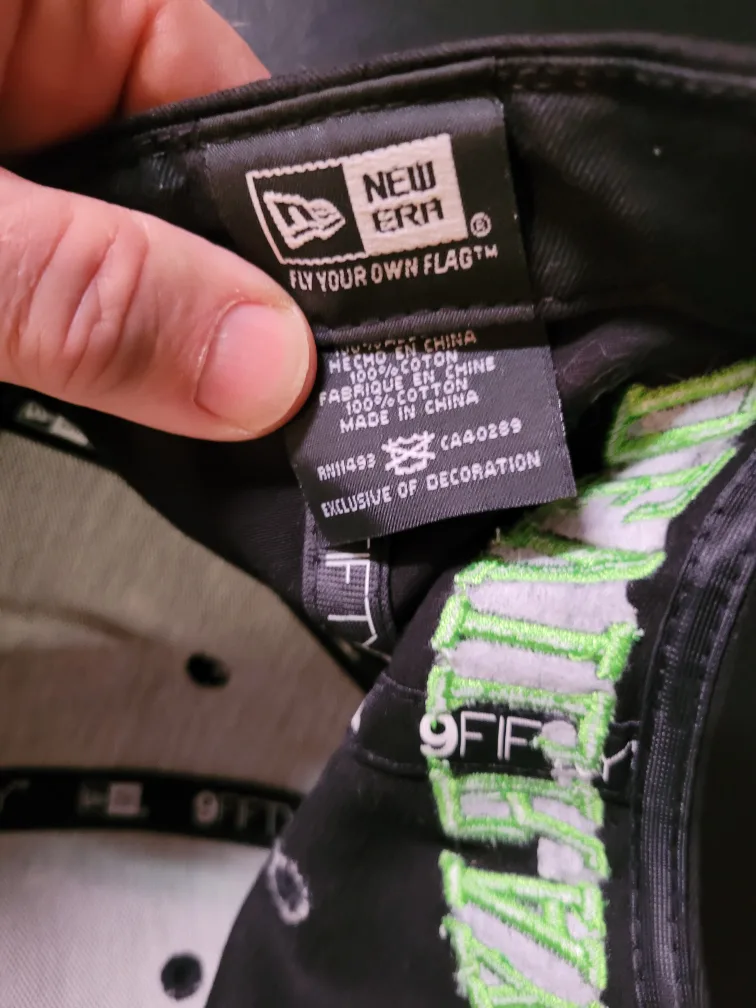 NEW
ERA
®
FLY YOUR OWN FLAG™
HECHO EN CHINA
100% COTON
FABRIQUE EN CHINE
100% COTTON
MADE IN CHINA
RN11493 CA40289
EXCLUSIVE OF DECORATION
9FIFTY
9FIFTY